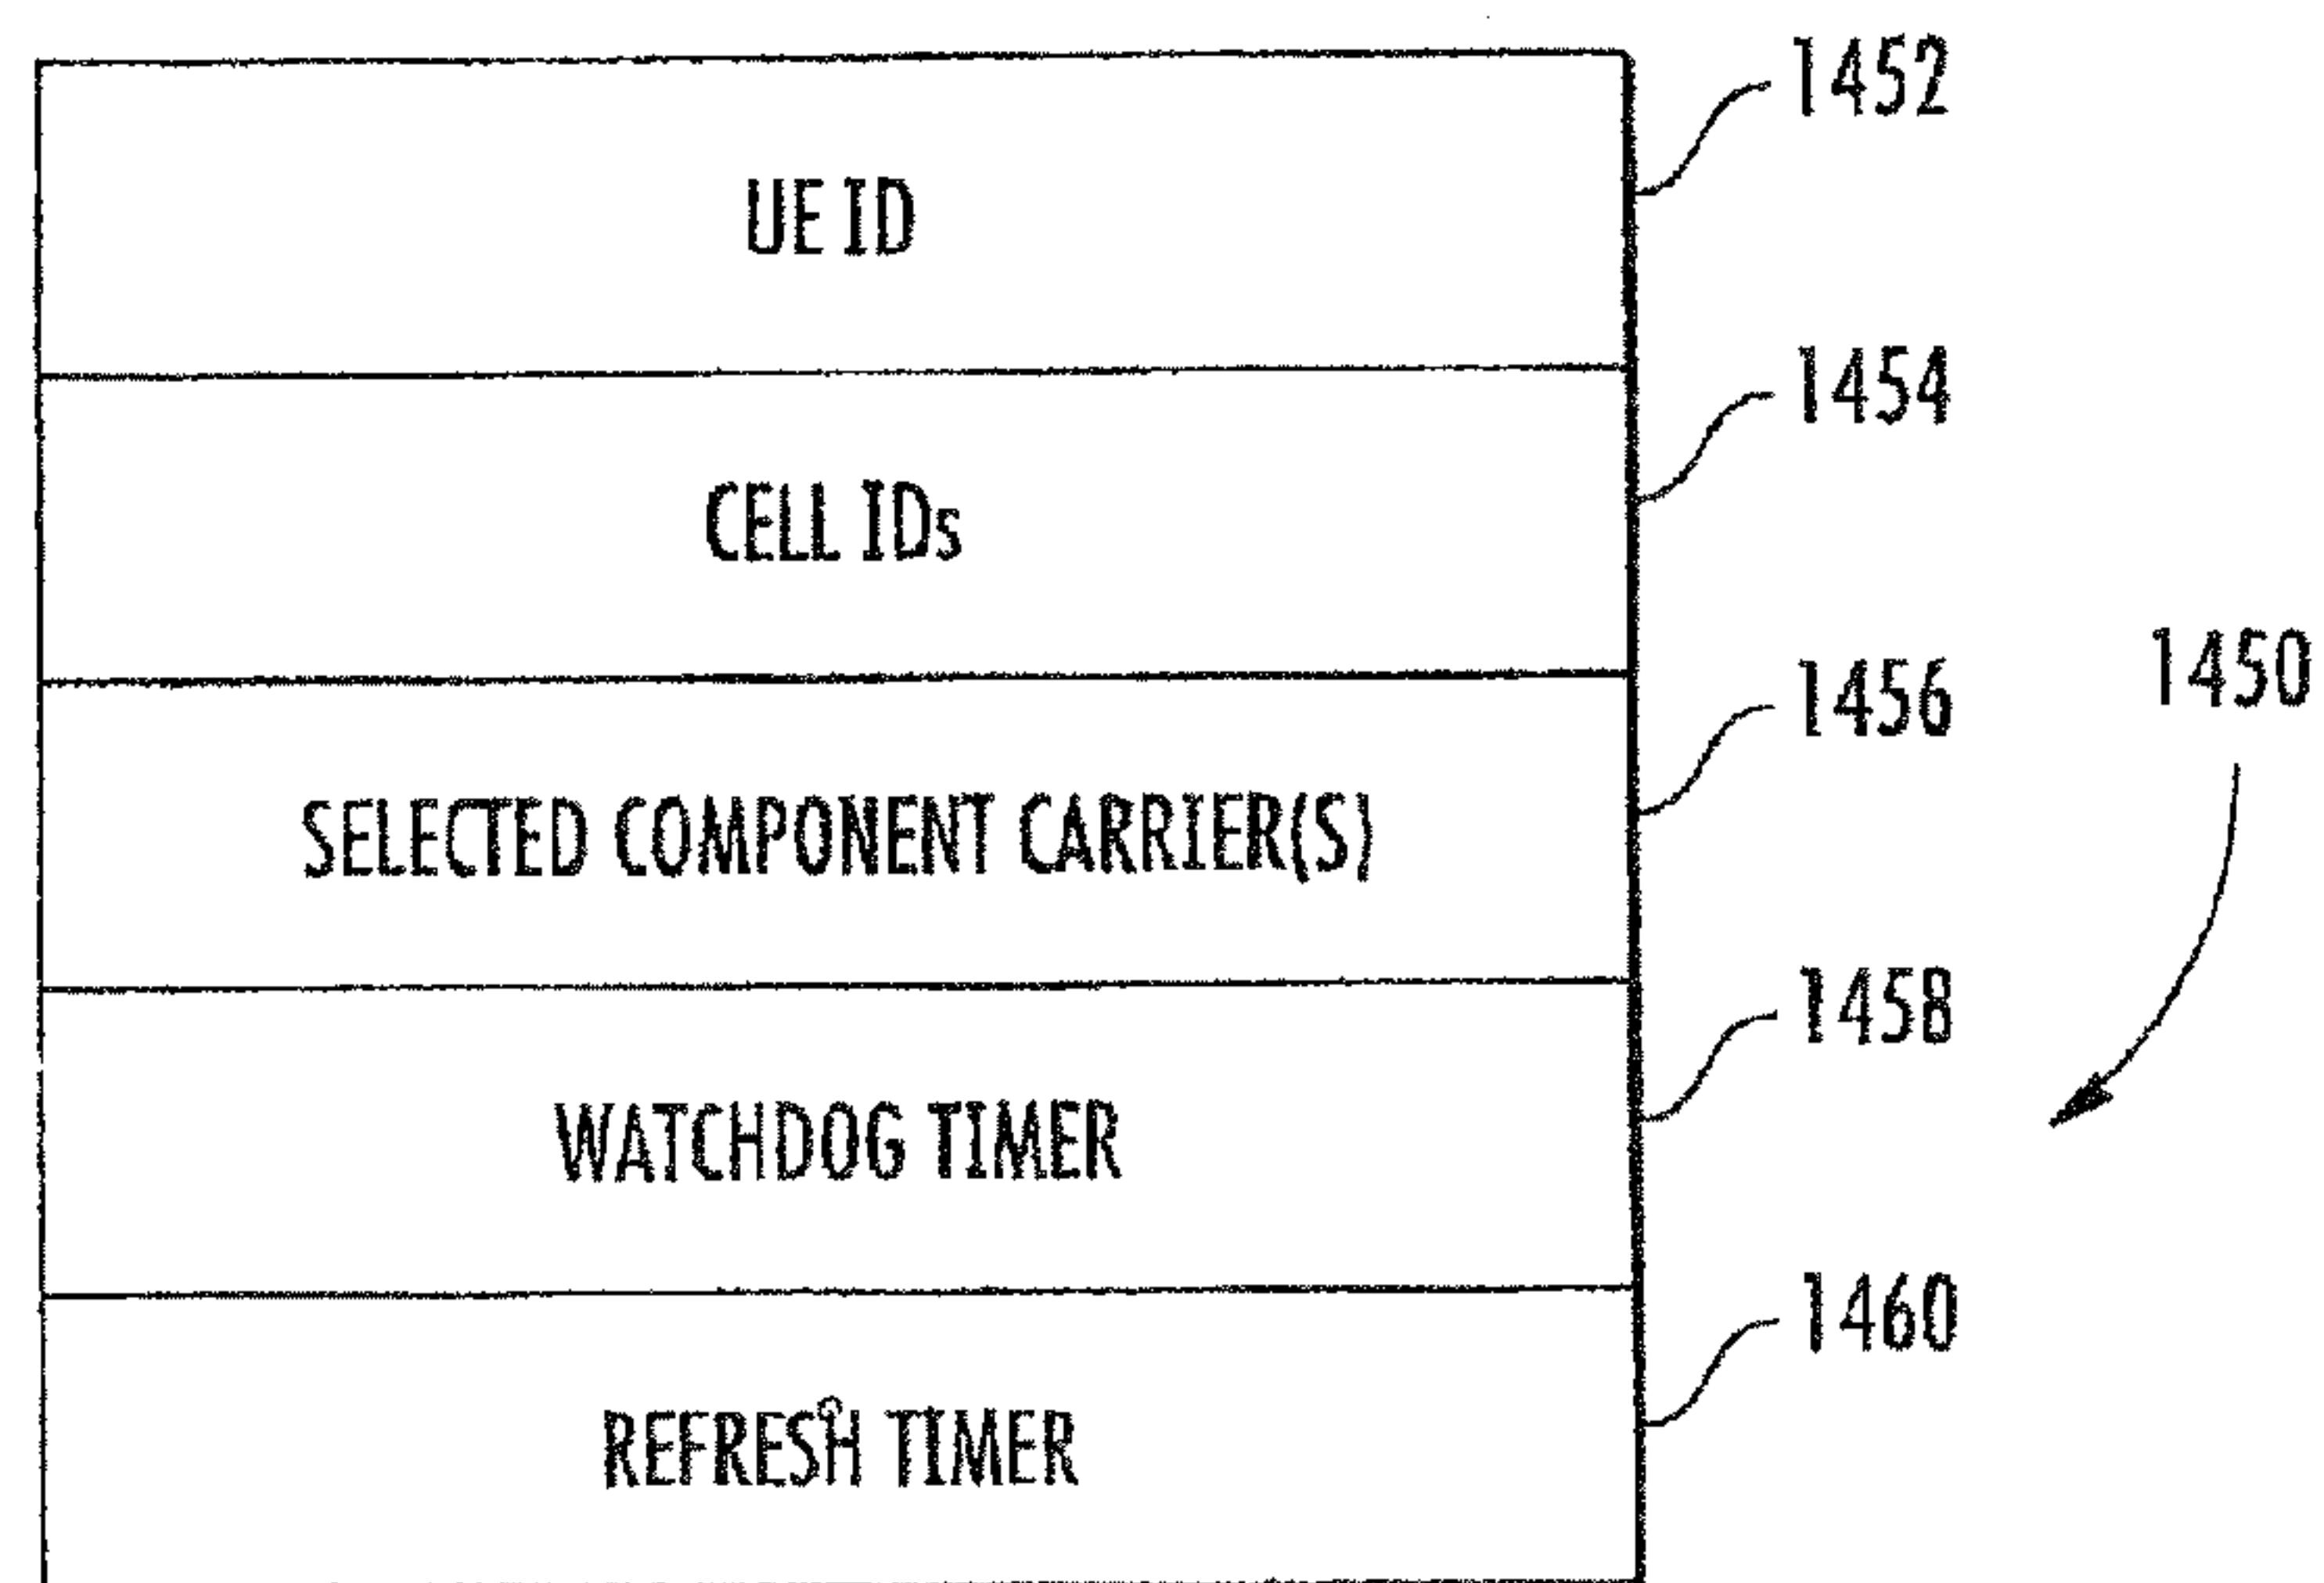 1452
UE ID
1454
CELL IDs
1456
1450
SELECTED COMPONENT CARRIER(S)
1458
WATCHDOG TIMER
1460
REFRESH TIMER